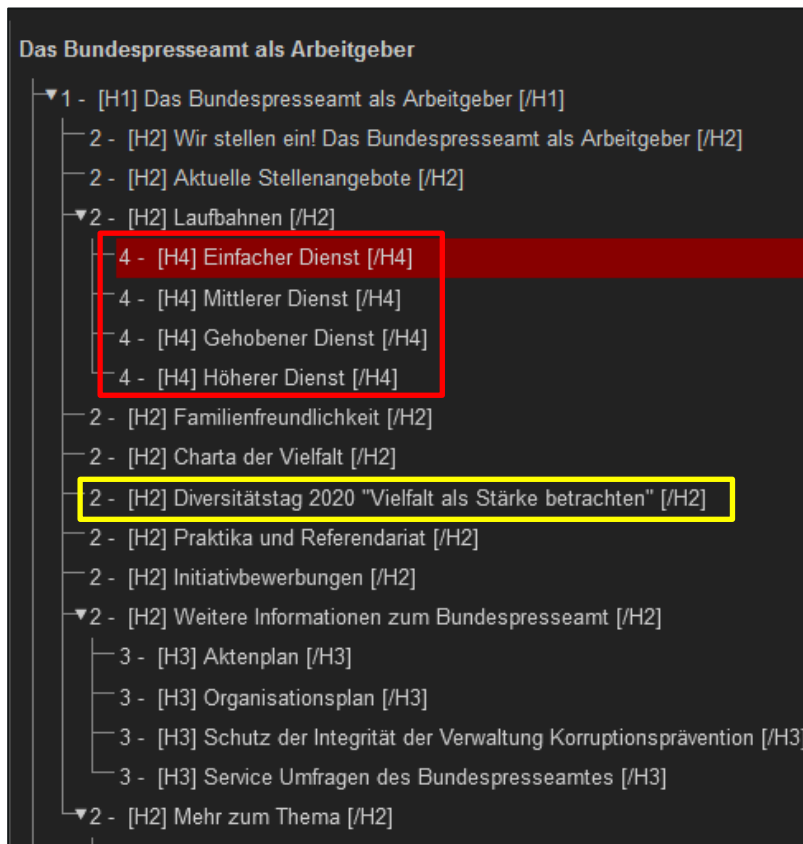 Das Bundespresseamt als Arbeitgeber
1 - [H1] Das Bundespresseamt als Arbeitgeber [/H1]
2 - [H2] Wir stellen ein! Das Bundespresseamt als Arbeitgeber [/H2]
2 - [H2] Aktuelle Stellenangebote [/H2]
2 - [H2] Laufbahnen [/H2]
4 - [H4] Einfacher Dienst [/H4]
4 - [H4] Mittlerer Dienst [/H4]
4 - [H4] Gehobener Dienst [/H4]
4 - [H4] Höherer Dienst [/H4]
2 - [H2] Familienfreundlichkeit [/H2]
2 - [H2] Charta der Vielfalt [/H2]
2 - [H2] Diversitätstag 2020 "Vielfalt als Stärke betrachten" [/H2]
2 - [H2] Praktika und Referendariat [/H2]
2 - [H2] Initiativbewerbungen [/H2]
2 - [H2] Weitere Informationen zum Bundespresseamt [/H2]
3 - [H3] Aktenplan [/H3]
3 - [H3] Organisationsplan [/H3]
3 - [H3] Schutz der Integrität der Verwaltung Korruptionsprävention [/H3]
3 - [H3] Service Umfragen des Bundespresseamtes [/H3]
2 - [H2] Mehr zum Thema [/H2]